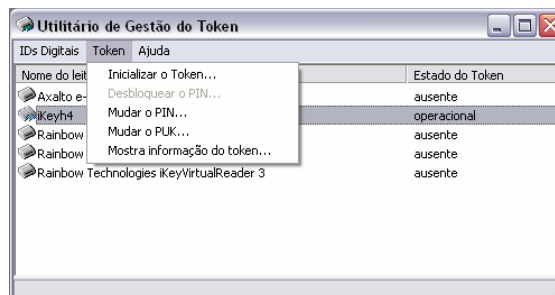 Utilitário de Gestão do Token
IDs Digitais Token Ajuda
Nome do leit Estado do Token
Inicializar o Token...
Desbloquear o PIN...
Mudar o PIN...
Mudar o PUK...
Mostra informação do token...
Axalto e- ausente
iKeyh4 operacional
Rainbow ausente
Rainbow ausente
Rainbow Technologies iKeyVirtualReader 3 ausente